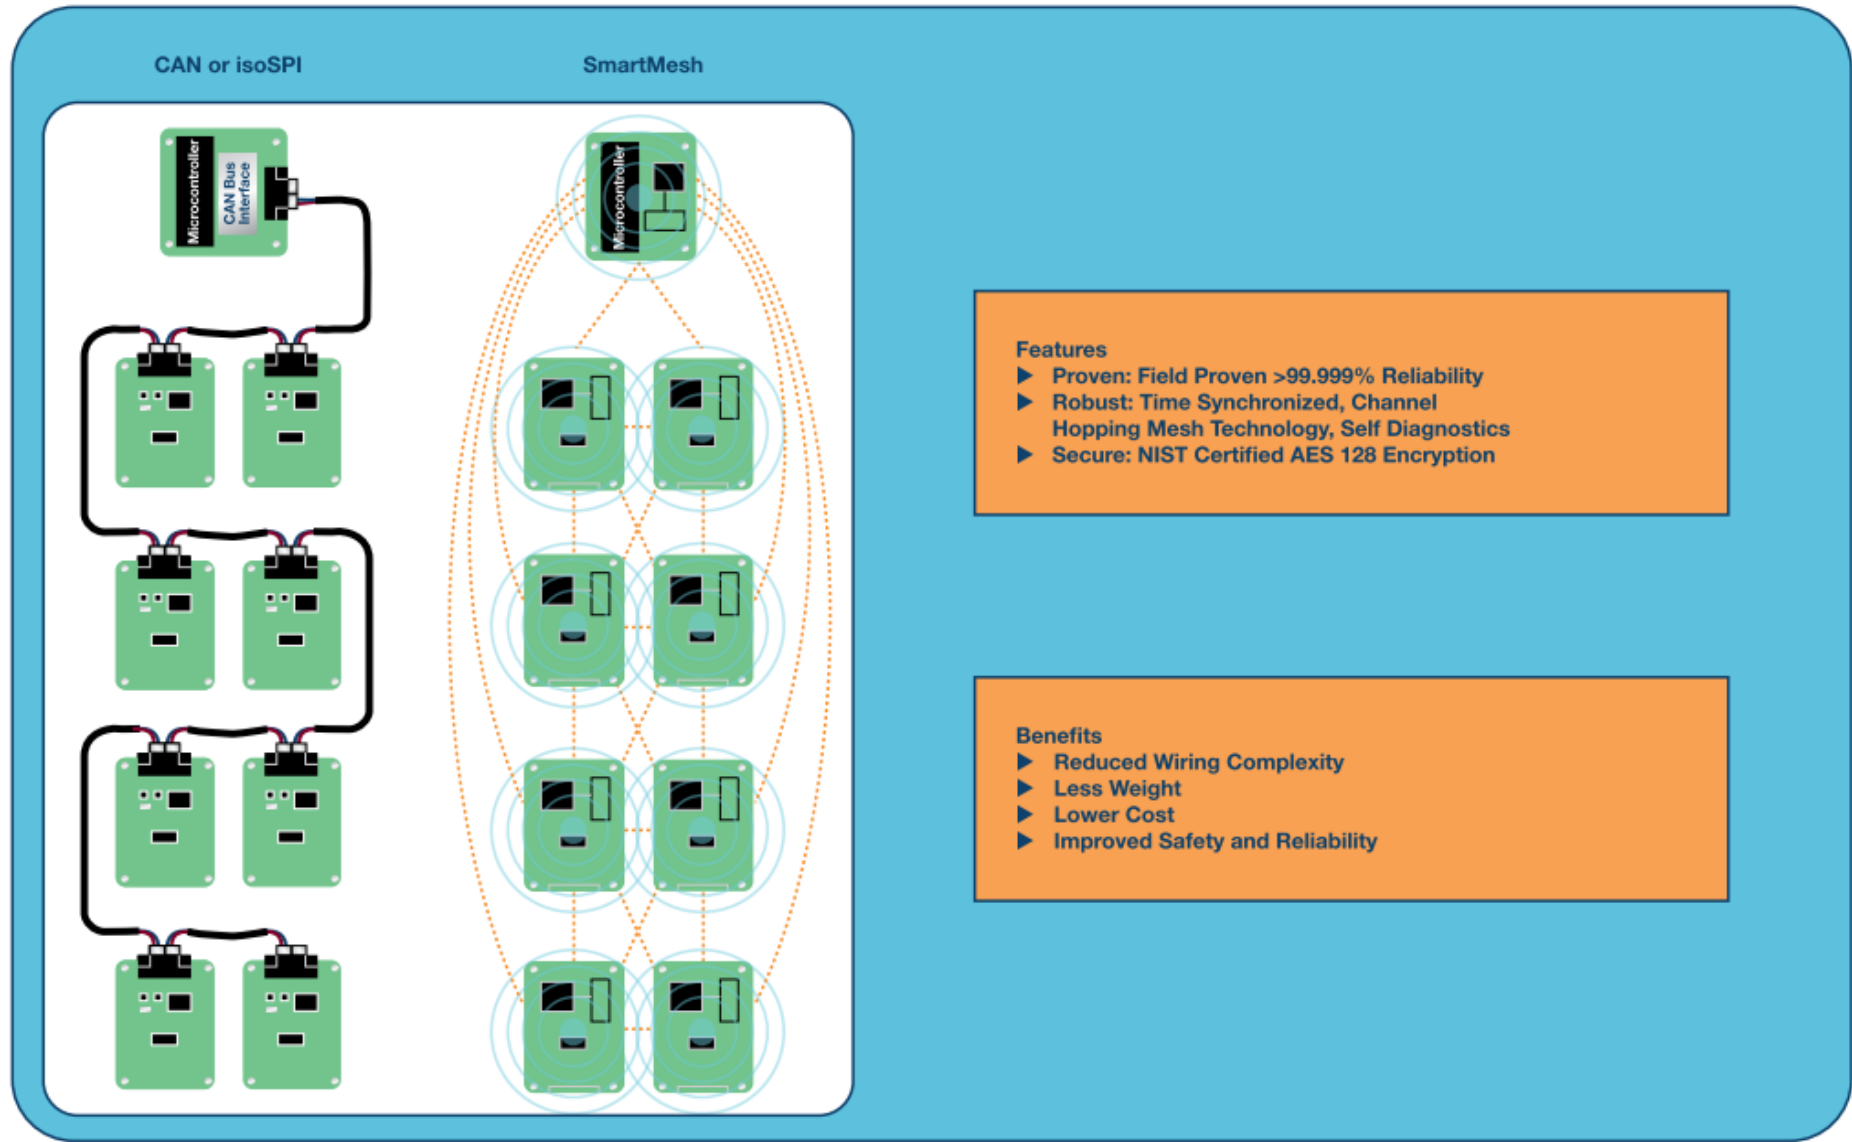 CAN or isoSPI
SmartMesh
Microcontroller
CAN Bus
Interface
Microcontroller
Features
▶ Proven: Field Proven >99.999% Reliability
▶ Robust: Time Synchronized, Channel
Hopping Mesh Technology, Self Diagnostics
▶ Secure: NIST Certified AES 128 Encryption
Benefits
▶ Reduced Wiring Complexity
▶ Less Weight
▶ Lower Cost
▶ Improved Safety and Reliability